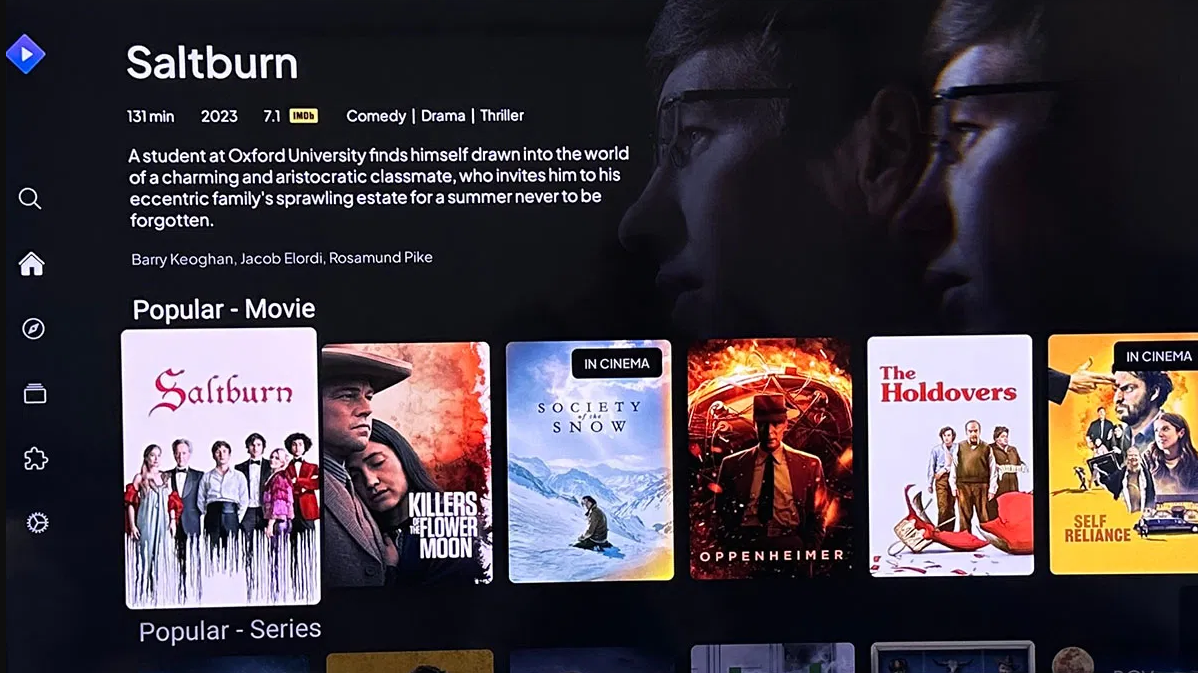 Saltburn
131 min 2023 7.1 IMDb Comedy | Drama | Thriller
A student at Oxford University finds himself drawn into the world
of a charming and aristocratic classmate, who invites him to his
eccentric family's sprawling estate for a summer never to be
forgotten.
Barry Keoghan, Jacob Elordi, Rosamund Pike
Popular - Movie
Saltburn
KILLERS
OF THE FLOWER
MOON
IN CINEMA
SOCIETY
of the
SNOW
OPPENHEIMER
The
Holdovers
IN CINEMA
SELF
RELIANCE
Popular - Series